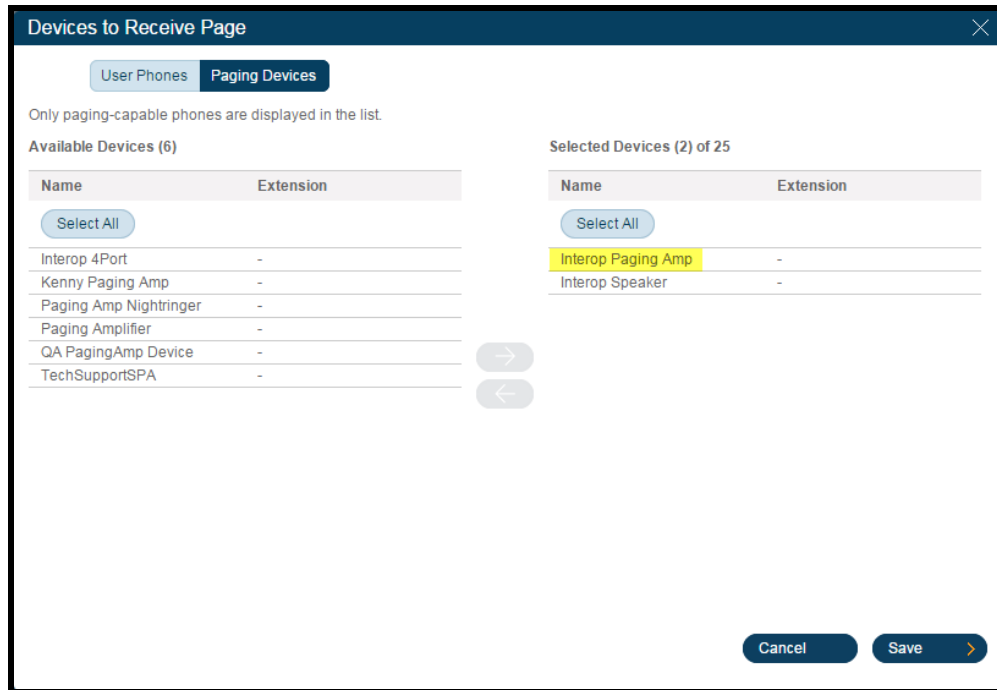 Devices to Receive Page
User Phones Paging Devices
Only paging-capable phones are displayed in the list.
Available Devices (6)
Name Extension
Select All
Interop 4Port -
Kenny Paging Amp -
Paging Amp Nightringer -
Paging Amplifier -
QA PagingAmp Device -
TechSupportSPA -
Selected Devices (2) of 25
Name Extension
Select All
Interop Paging Amp -
Interop Speaker -
Cancel Save